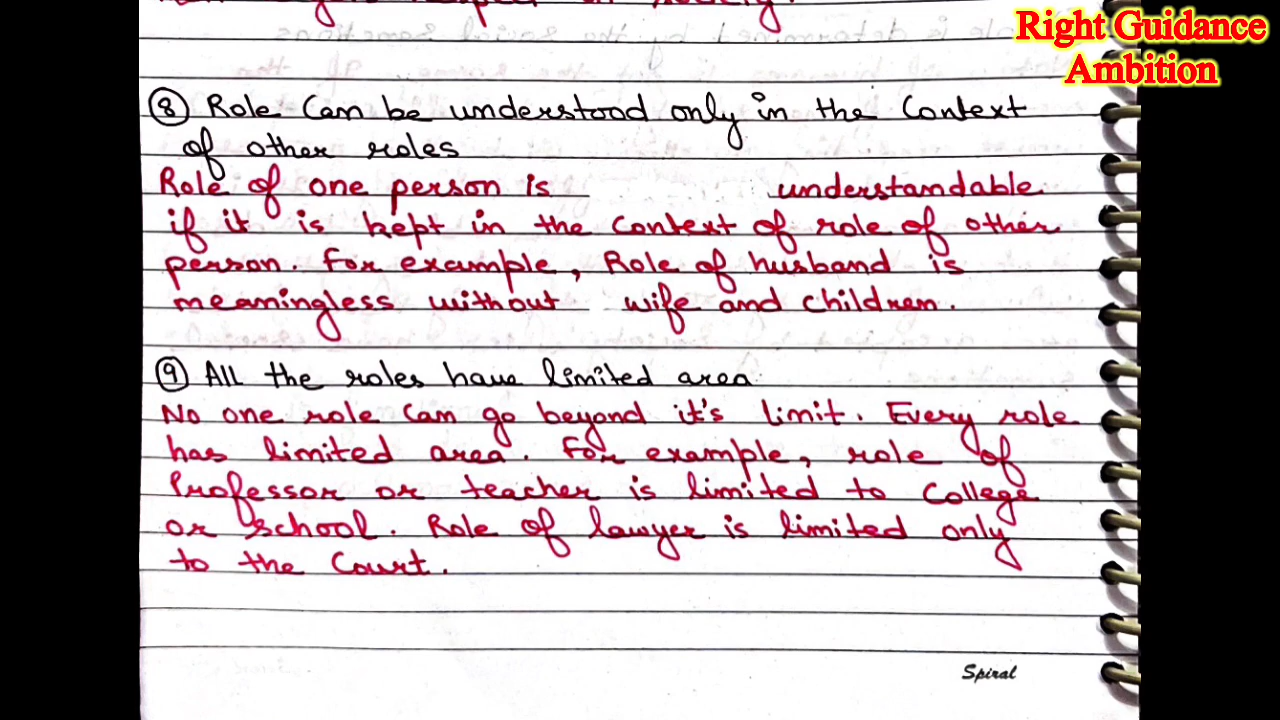 Right Guidance
Ambition
⑧ Role Can be understood only in the Context
of other roles
Role of one person is understandable
if it is kept in the context of role of other
person. For example, Role of husband is
meaningless without wife and children.
⑨ All the roles have limited area
No one role can go beyond it's limit. Every role
has limited area. For example, role of
Professor or teacher is limited to College
or school. Role of lawyer is limited only
to the Court.
Spiral